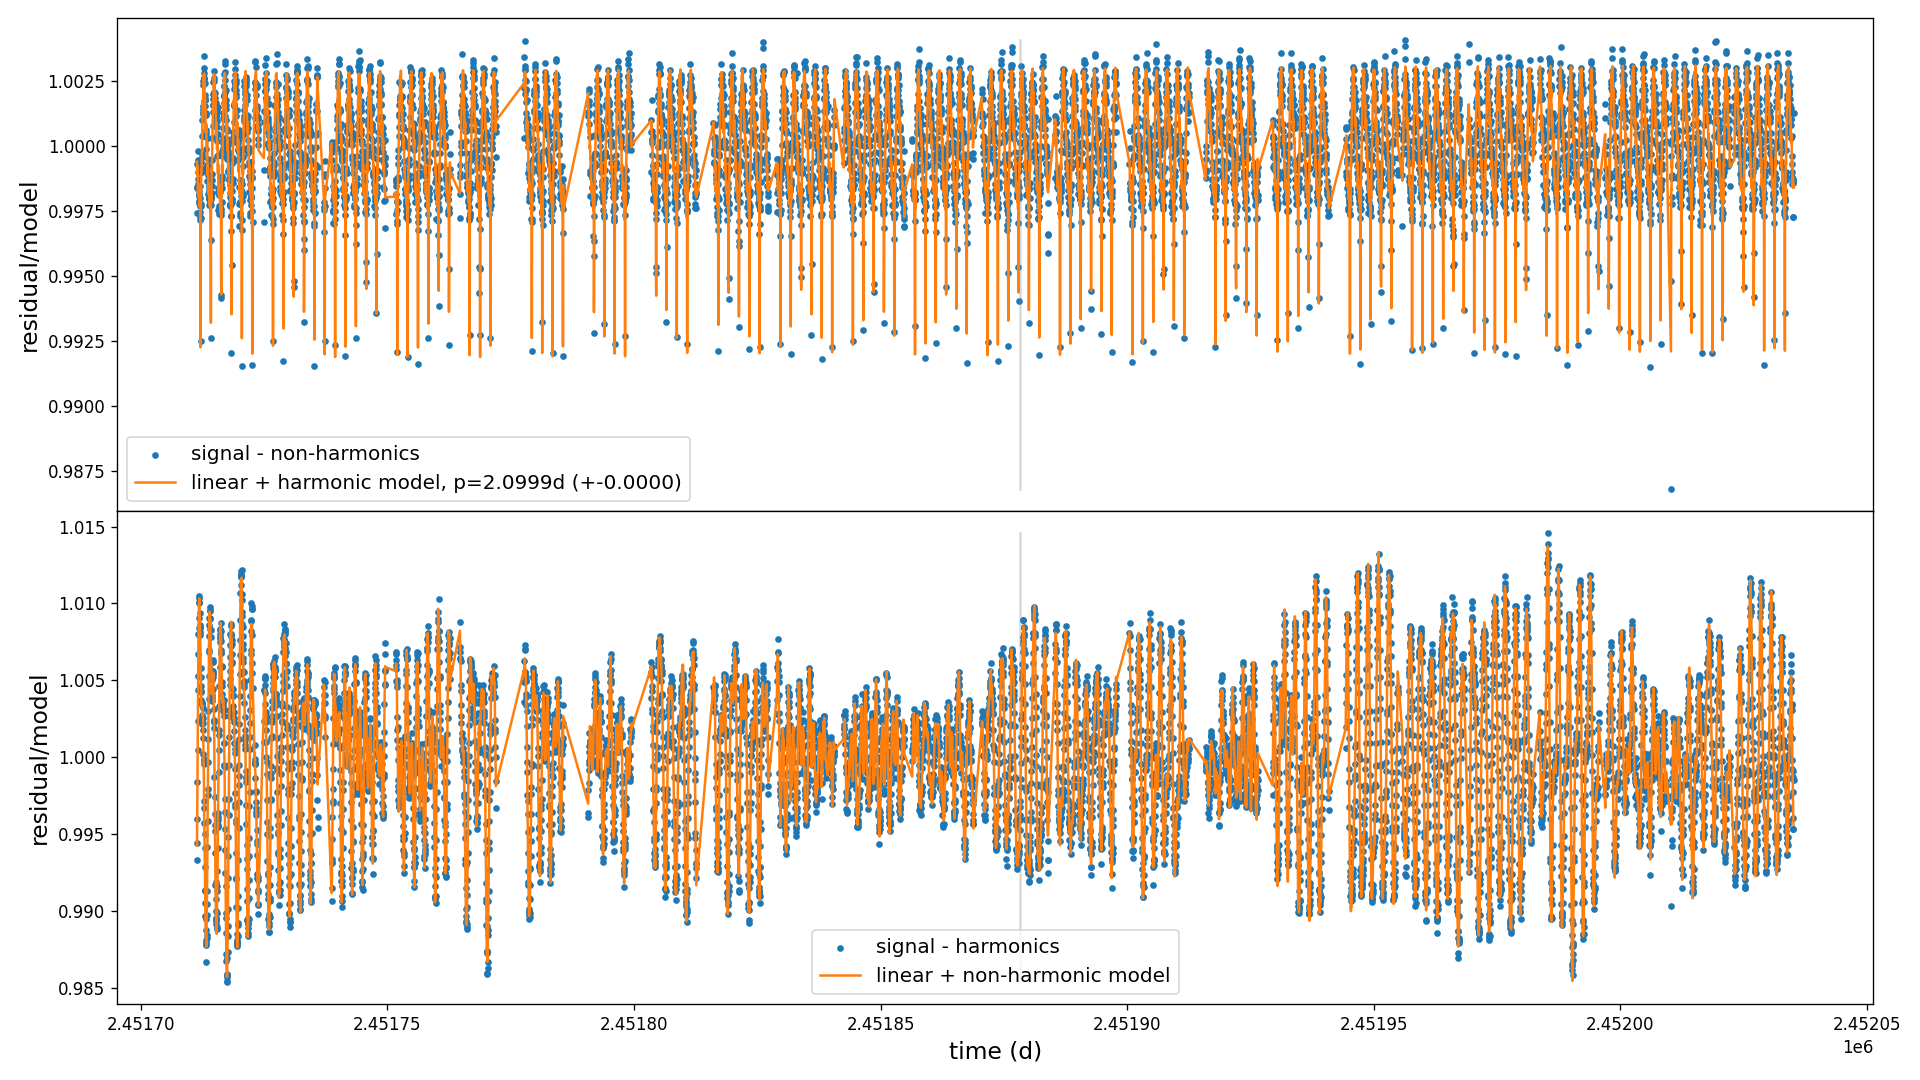 residual/model
1.0025
1.0000
0.9975
0.9950
0.9925
0.9900
0.9875
signal - non-harmonics
linear + harmonic model, p=2.0999d (+-0.0000)
residual/model
1.015
1.010
1.005
1.000
0.995
0.990
0.985
signal - harmonics
linear + non-harmonic model
2.45170 2.45175 2.45180 2.45185 2.45190 2.45195 2.45200 2.45205
time (d)
1e6